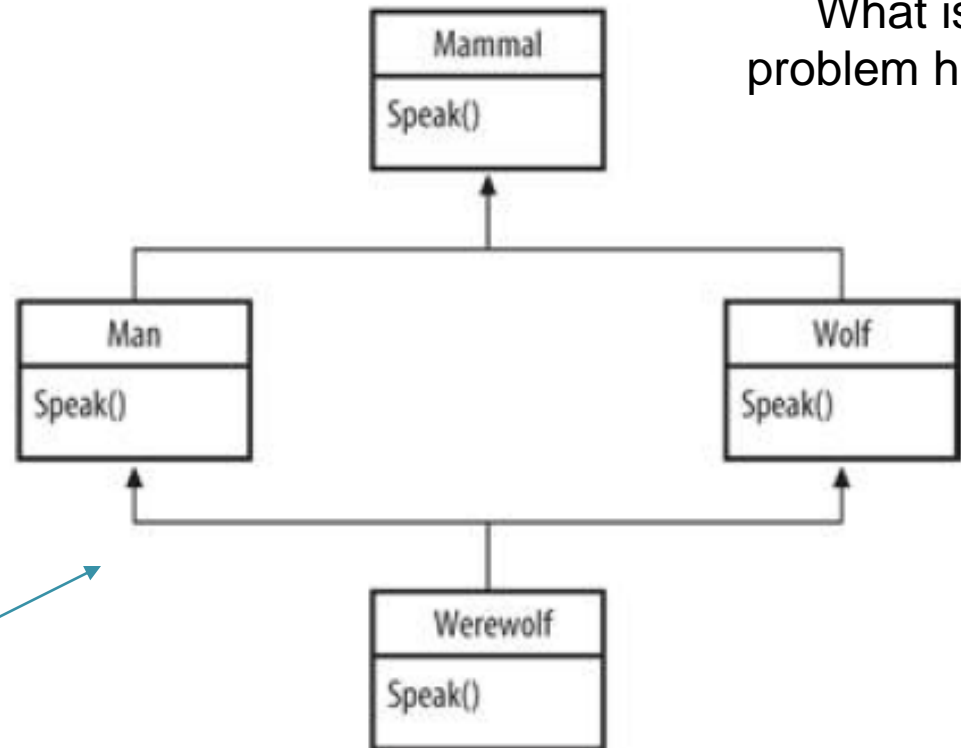 What is
problem h
Mammal
Speak()
Man
Speak()
Wolf
Speak()
Werewolf
Speak()